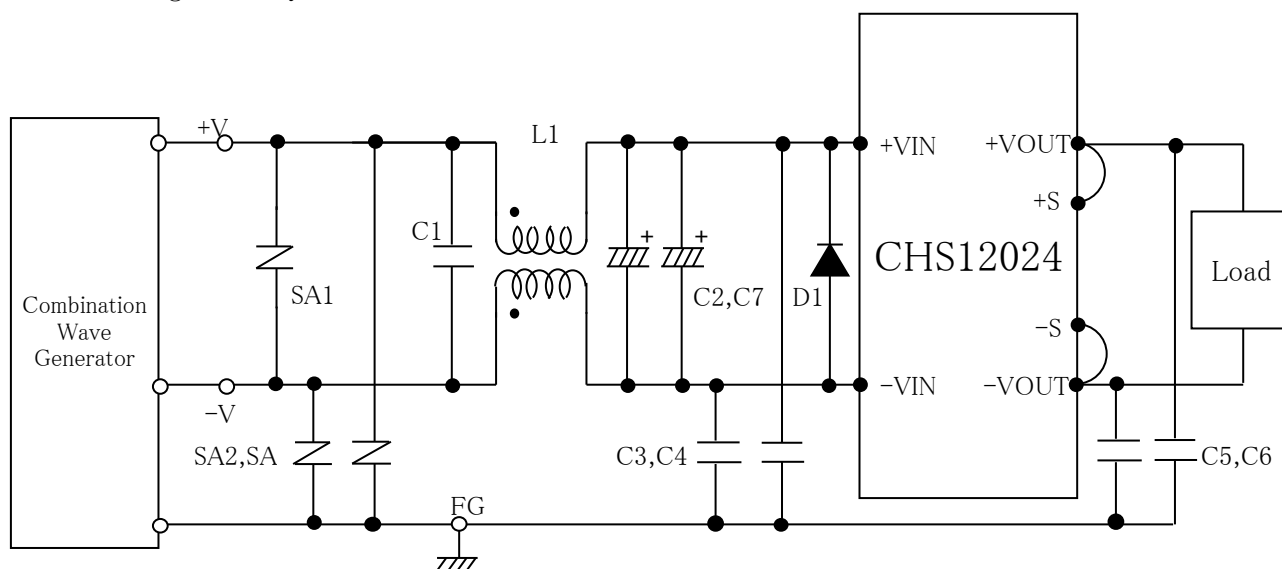 +V
L1
+VIN
+VOUT
+S
C1
+
+
CHS12024
Load
SA1
C2,C7
D1
Combination
Wave
Generator
−S
−VIN
−VOUT
−V
SA2,SA
C3,C4
C5,C6
FG